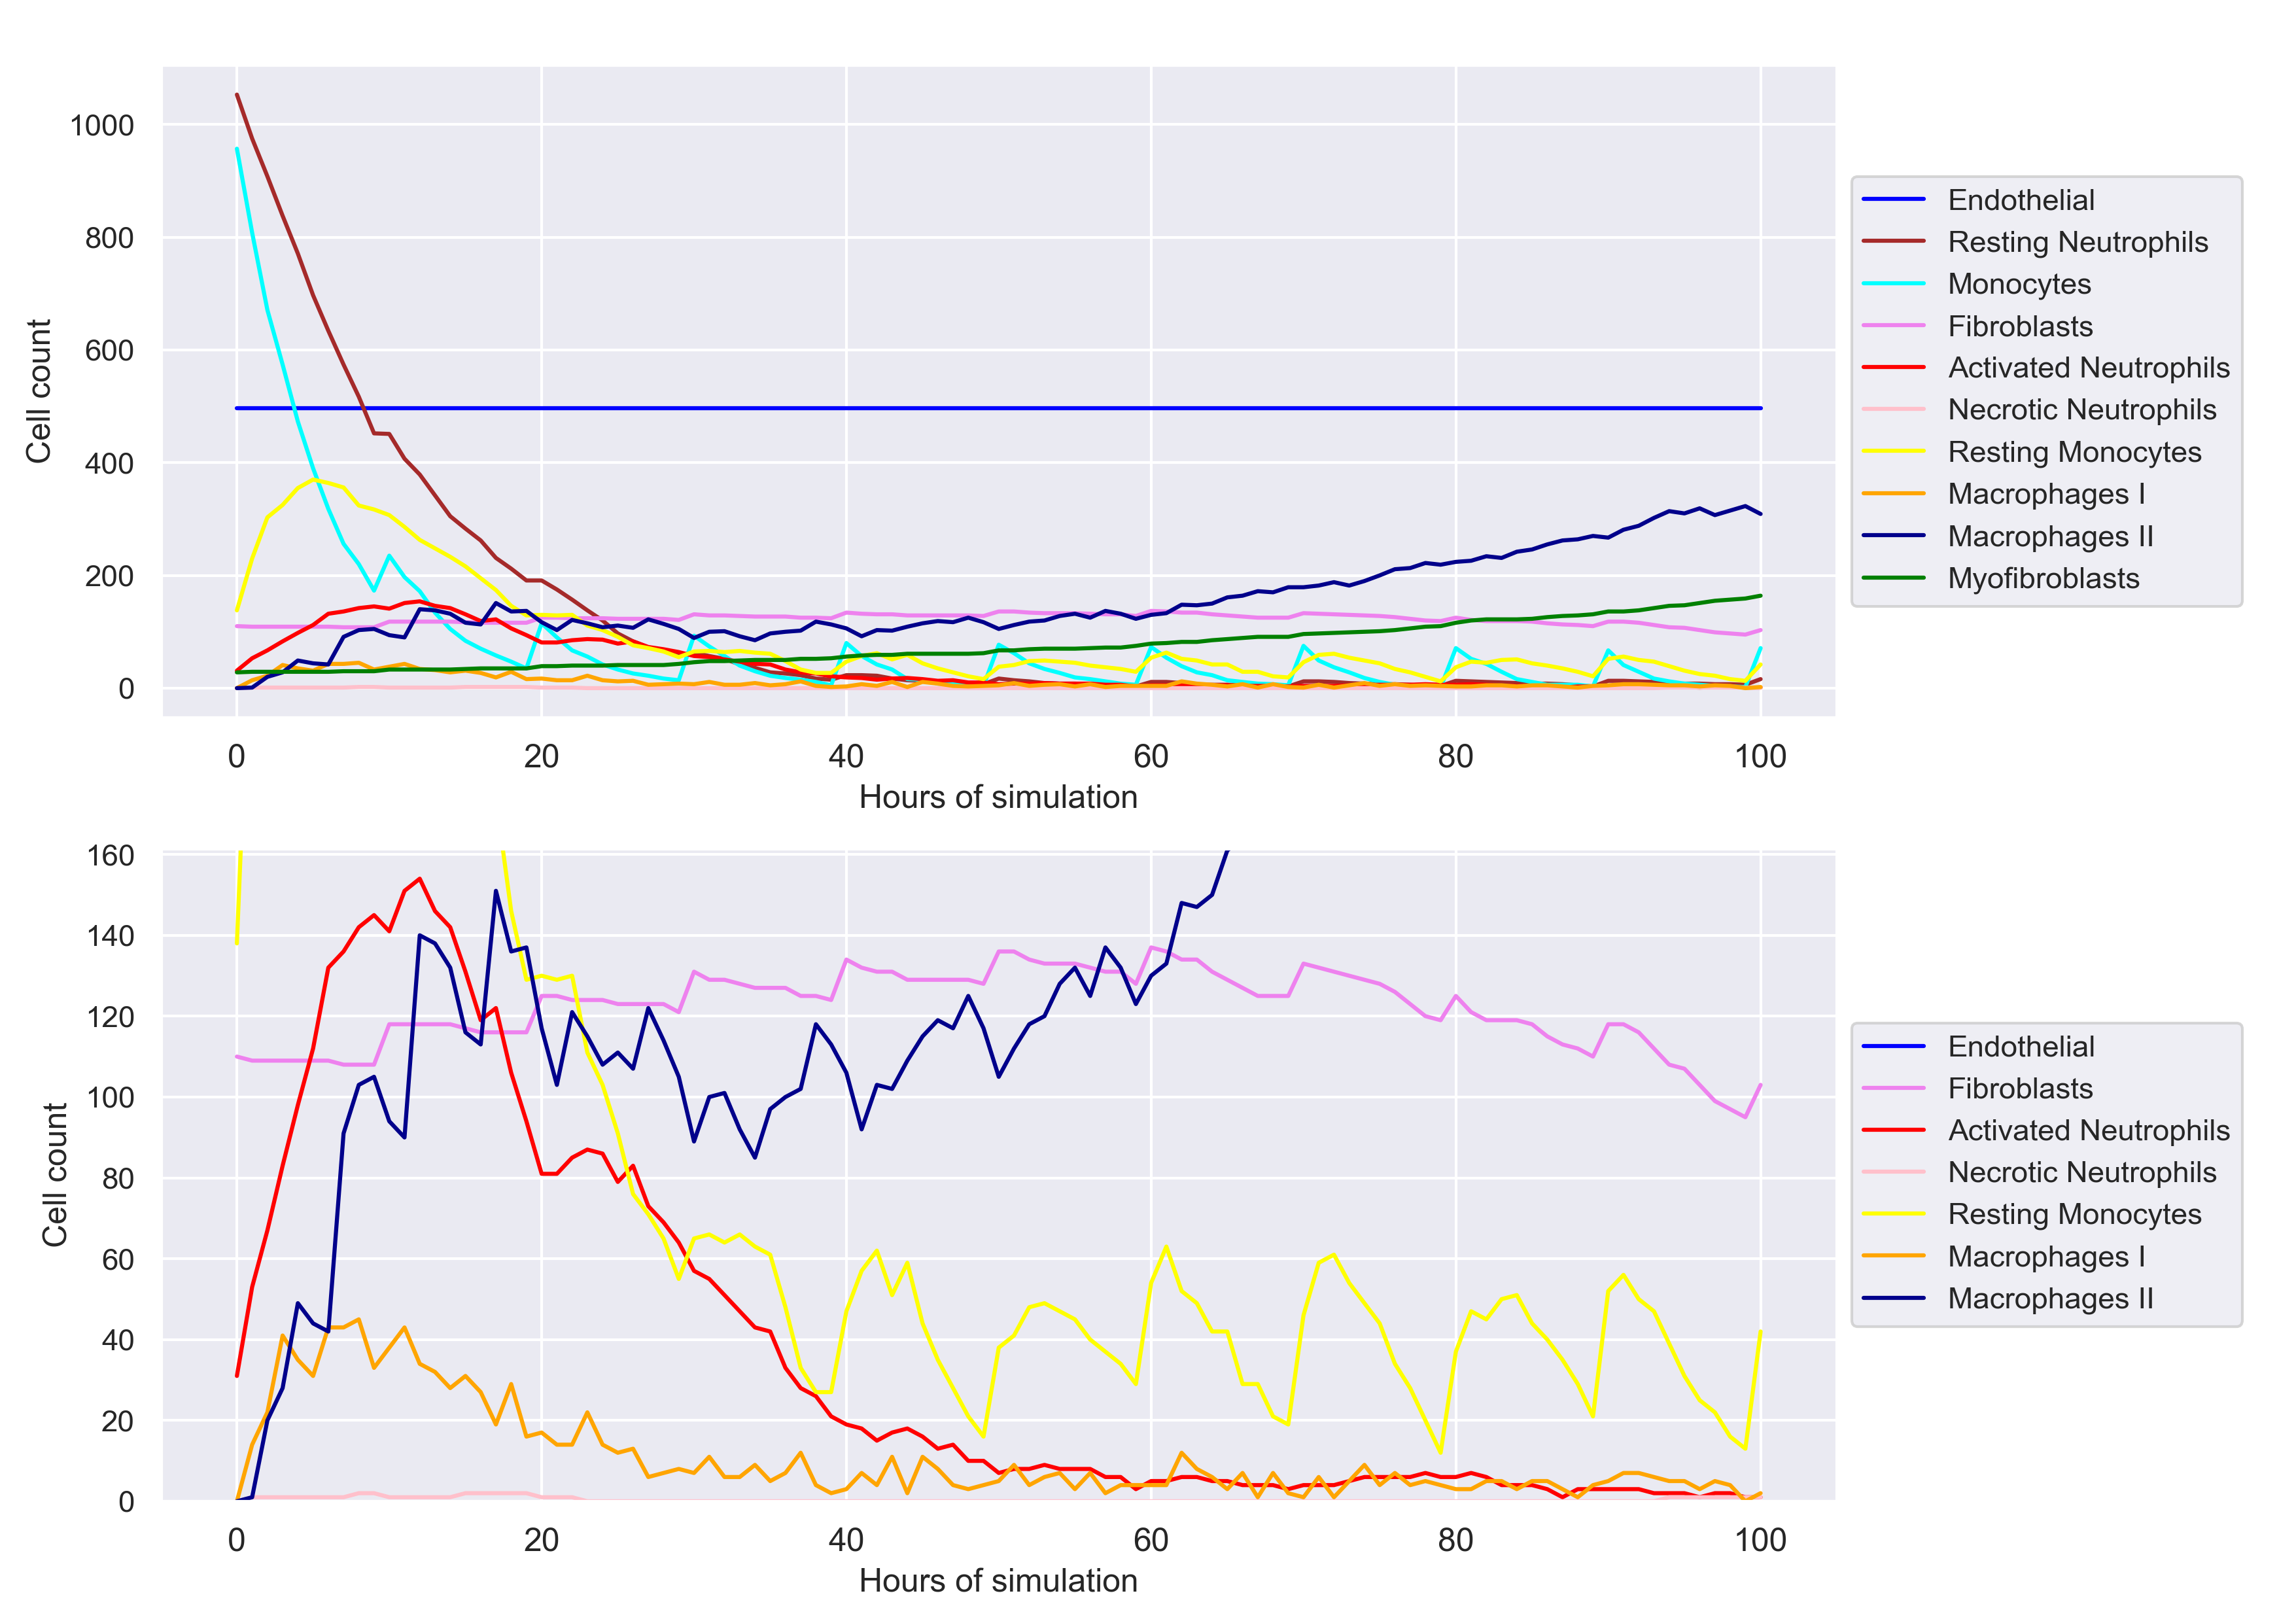 1000
800
600
400
200
0
Cell count
0 20 40 60 80 100
Hours of simulation
Endothelial
Resting Neutrophils
Monocytes
Fibroblasts
Activated Neutrophils
Necrotic Neutrophils
Resting Monocytes
Macrophages I
Macrophages II
Myofibroblasts
160
140
120
100
80
60
40
20
0
Cell count
0 20 40 60 80 100
Hours of simulation
Endothelial
Fibroblasts
Activated Neutrophils
Necrotic Neutrophils
Resting Monocytes
Macrophages I
Macrophages II